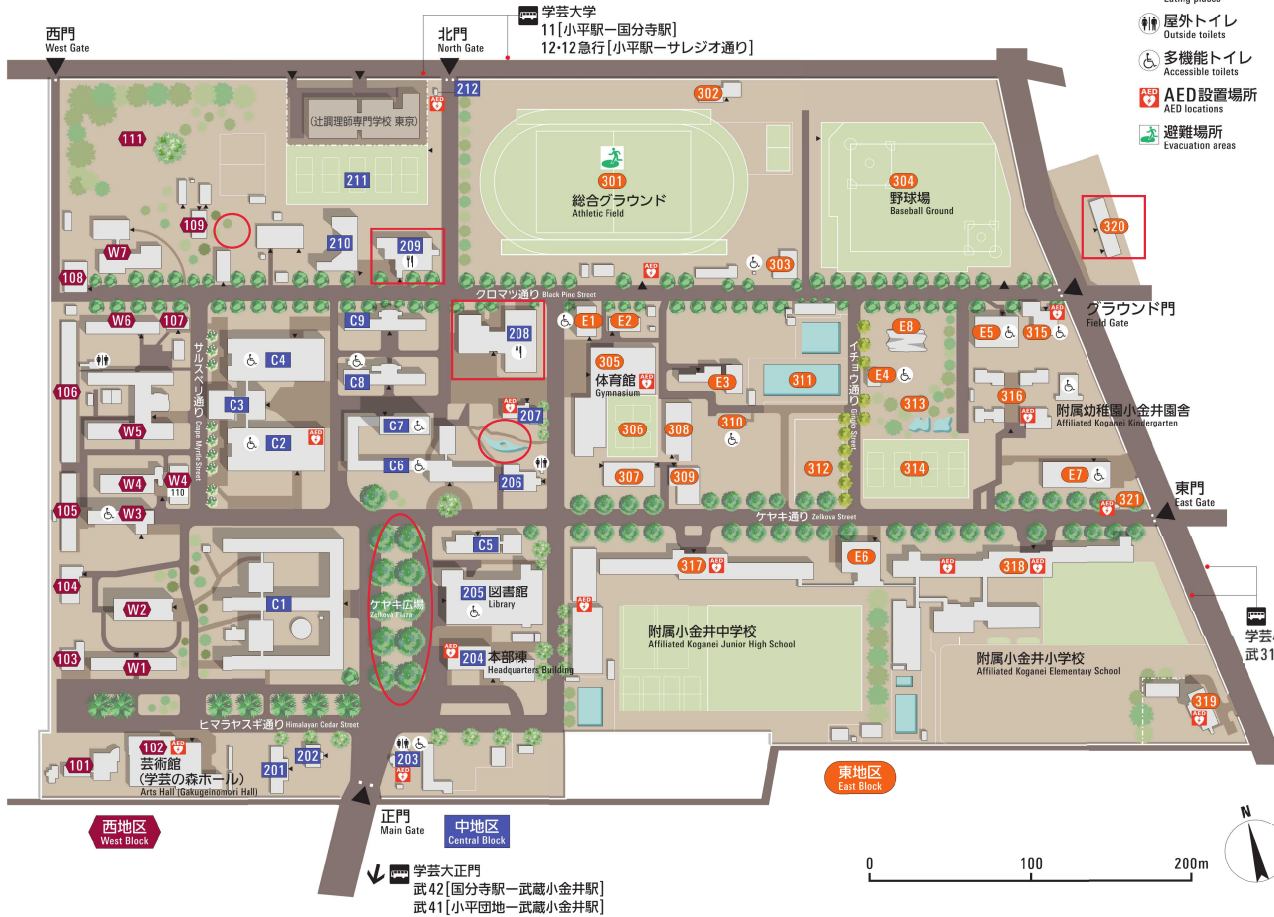 Eating places
屋外トイレ
Outside toilets
多機能トイレ
Accessible toilets
AED設置場所
AED locations
避難場所
Evacuation areas
学芸大学
11[小平駅ー国分寺駅]
12・12急行[小平駅ーサレジオ通り]
西門
West Gate
北門
North Gate
AED
212
302
(辻調理師専門学校 東京)
111
211
301
総合グラウンド
Athletic Field
304
野球場
Baseball Ground
320
109
210
209
W7
108
AED
303
クロマツ通り Black Pine Street
グラウンド門
Field Gate
W6
107
C9
208
E1
E2
E8
E5
315
AED
サルスベリ通り Crape Myrtle Street
C4
C8
305
体育館
Gymnasium
AED
E3
311
イチョウ通り Gingko Street
E4
313
316
AED
附属幼稚園小金井園舎
Affiliated Koganei Kindergarten
106
C3
W5
C2
AED
C7
AED
207
306
308
310
C6
206
307
309
312
314
E7
W4
W4
110
105
W3
321
AED
東門
East Gate
ケヤキ通り Zelkova Street
C5
317
AED
E6
AED
318
AED
104
W2
C1
ケヤキ広場
Zelkova Plaza
205
図書館
Library
AED
附属小金井中学校
Affiliated Koganei Junior High School
附属小金井小学校
Affiliated Koganei Elementary School
学芸
武31
103
W1
AED
204
本部棟
Headquarters Building
319
AED
ヒマラヤスギ通り Himalayan Cedar Street
101
102
AED
芸術館
(学芸の森ホール)
Arts Hall (Gakugeinomori Hall)
201
202
203
AED
東地区
East Block
西地区
West Block
正門
Main Gate
中地区
Central Block
N
0
100
200m
学芸大正門
武42[国分寺駅ー武蔵小金井駅]
武41[小平団地ー武蔵小金井駅]